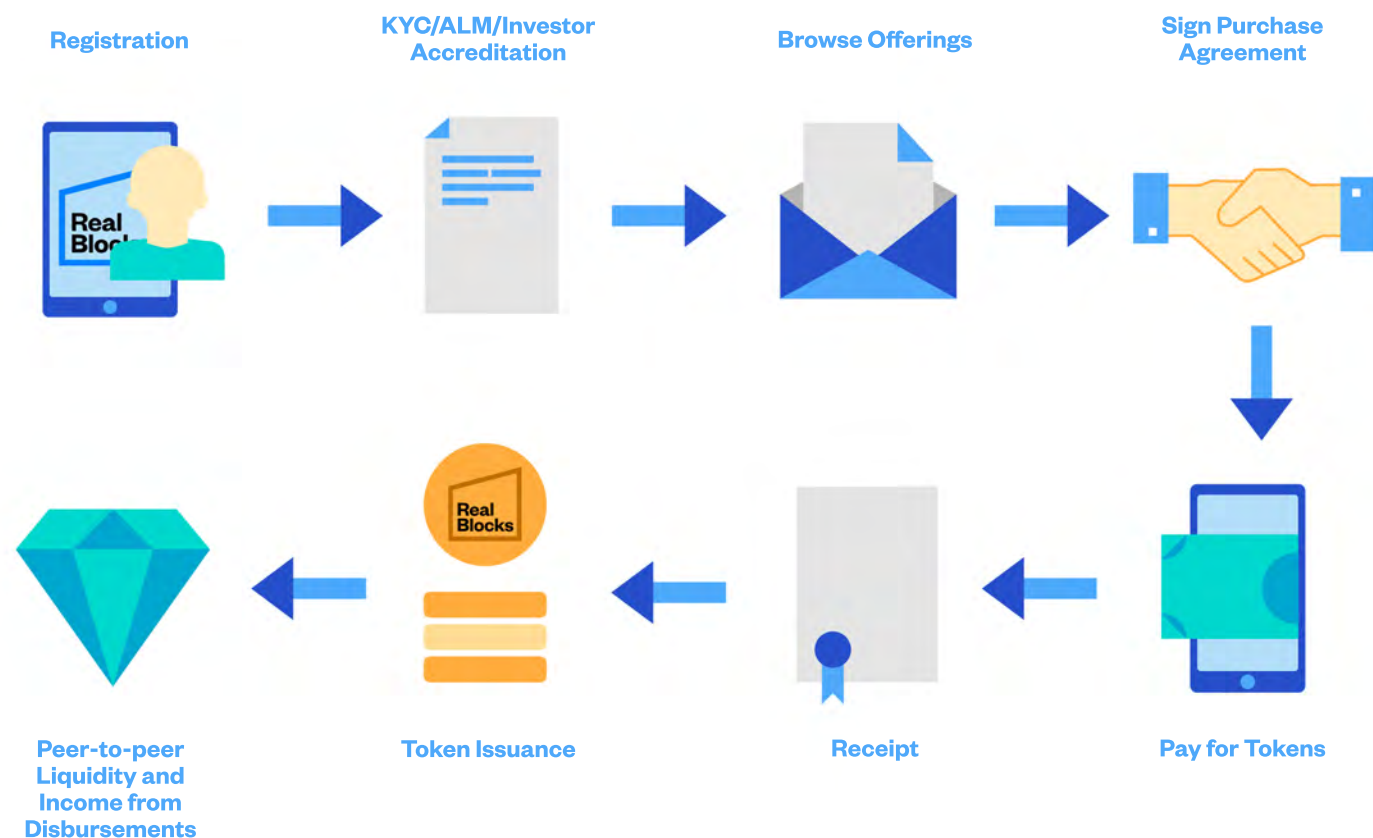 Registration
KYC/ALM/Investor
Accreditation
Browse Offerings
Sign Purchase
Agreement
Real
Blocks
Real
Blocks
Peer-to-peer
Liquidity and
Income from
Disbursements
Token Issuance
Receipt
Pay for Tokens